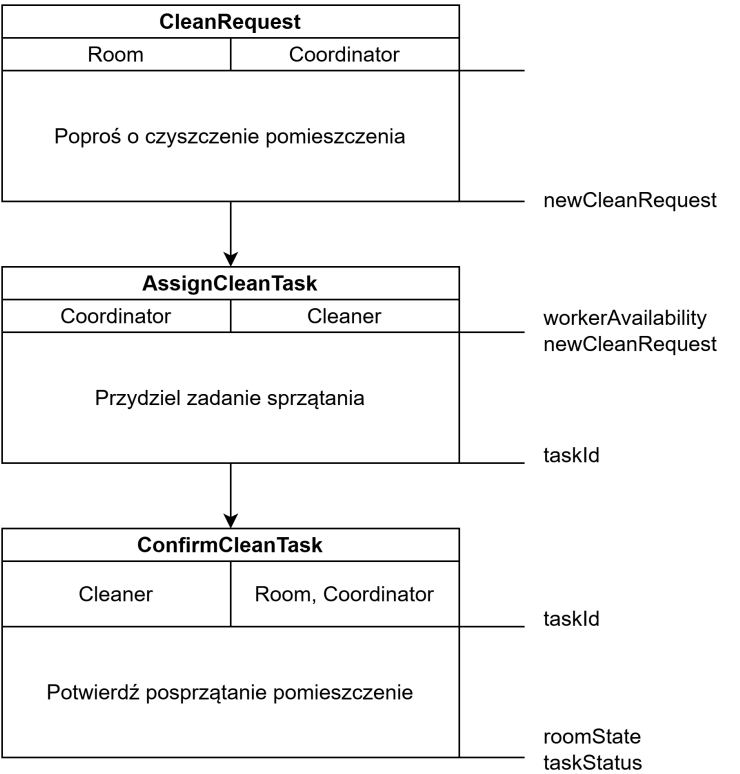 CleanRequest
Room
Coordinator
Poproś o czyszczenie pomieszczenia
newCleanRequest
AssignCleanTask
Coordinator
Cleaner
workerAvailability
newCleanRequest
Przydziel zadanie sprzątania
taskId
ConfirmCleanTask
Cleaner
Room, Coordinator
taskId
Potwierdź posprzątanie pomieszczenie
roomState
taskStatus